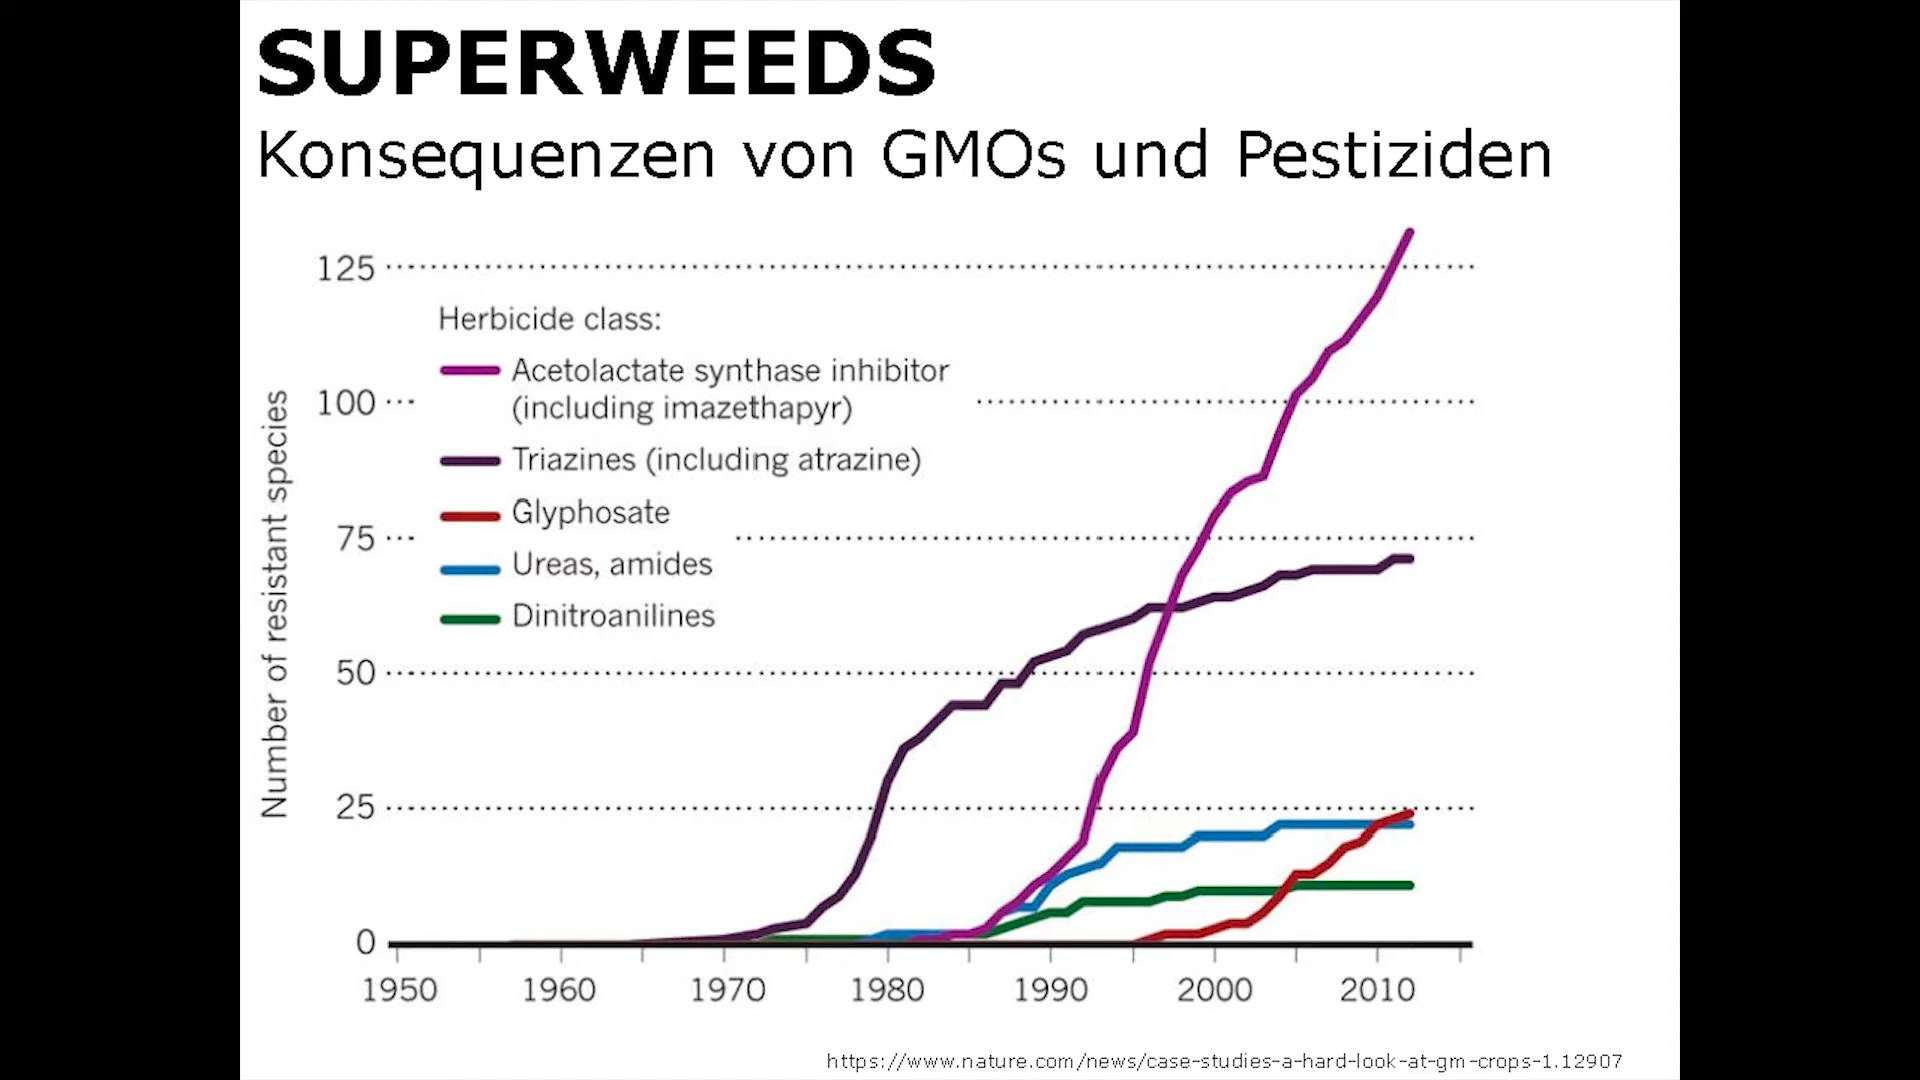 SUPERWEEDS
Konsequenzen von GMOs und Pestiziden
125
100
75
50
25
0
Number of resistant species
Herbicide class:
Acetolactate synthase inhibitor
(including imazethapyr)
Triazines (including atrazine)
Glyphosate
Ureas, amides
Dinitroanilines
1950 1960 1970 1980 1990 2000 2010
https://www.nature.com/news/case-studies-a-hard-look-at-gm-crops-1.12907